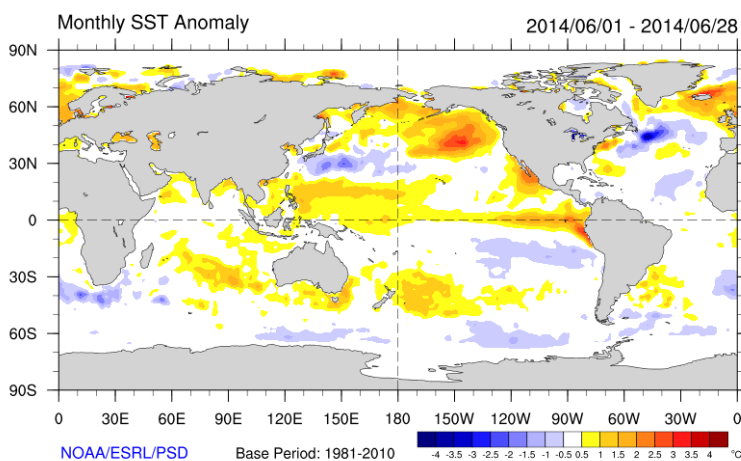 Monthly SST Anomaly 2014/06/01 - 2014/06/28
90N
60N
30N
0
30S
60S
90S
0 30E 60E 90E 120E 150E 180 150W 120W 90W 60W 30W 0
NOAA/ESRL/PSD Base Period: 1981-2010
-4 -3.5 -3 -2.5 -2 -1.5 -1 -0.5 0.5 1 1.5 2 2.5 3 3.5 4 °C